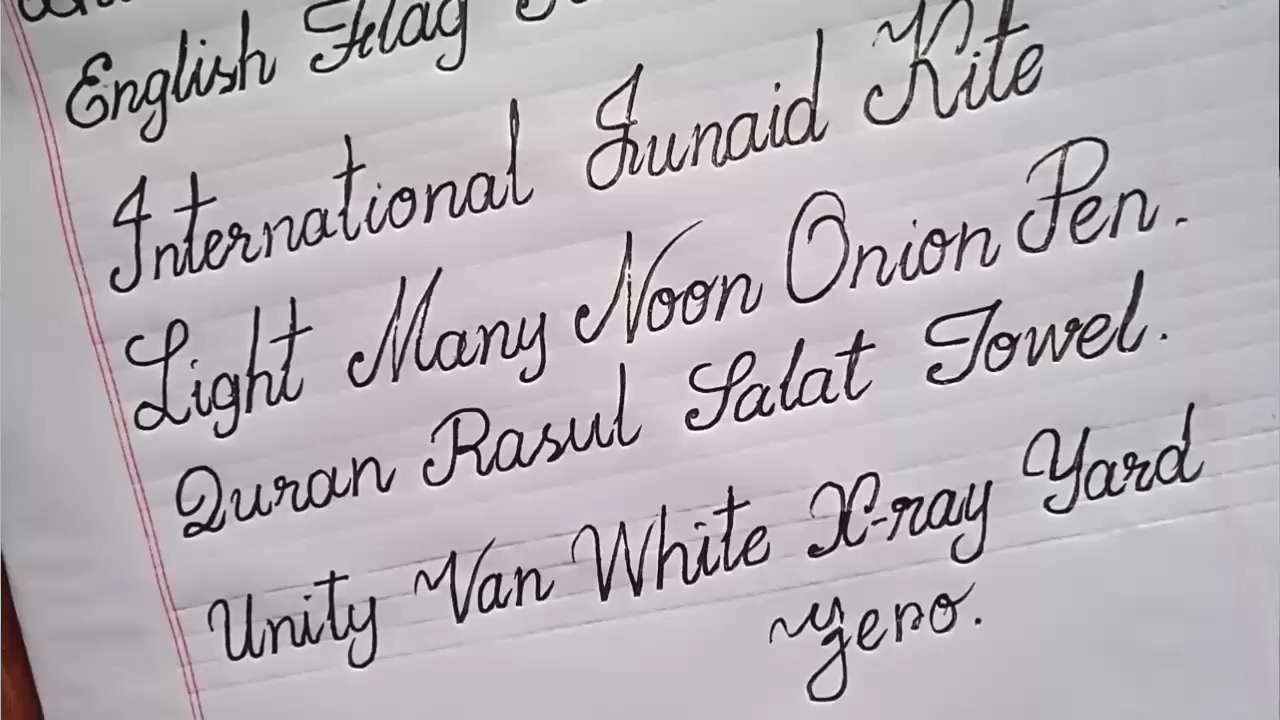 English Flag
International Junaid Kite
Light Many Noon Onion Pen.
Quran Rasul Salat Towel.
Unity Van White X-ray Yard
Zero.